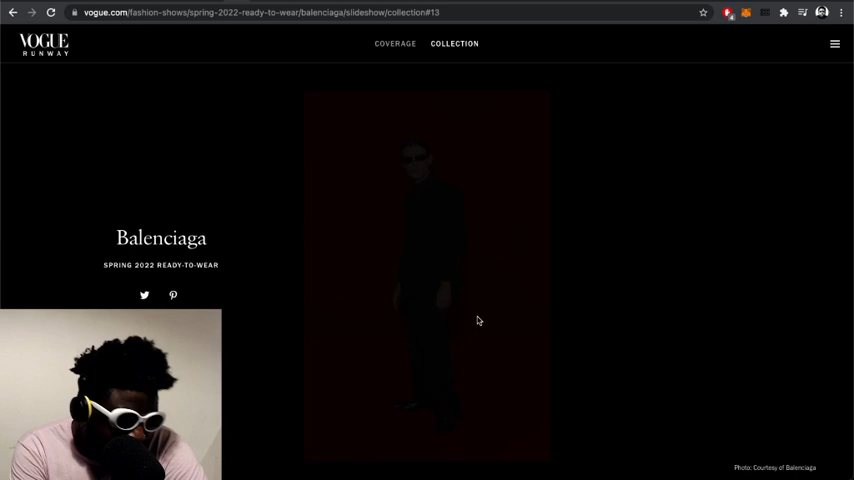 vogue.com/fashion-shows/spring-2022-ready-to-wear/balenciaga/slideshow/collection#13
4
VOGUE
RUNWAY
COVERAGE COLLECTION
Balenciaga
SPRING 2022 READY-TO-WEAR
Photo: Courtesy of Balenciaga